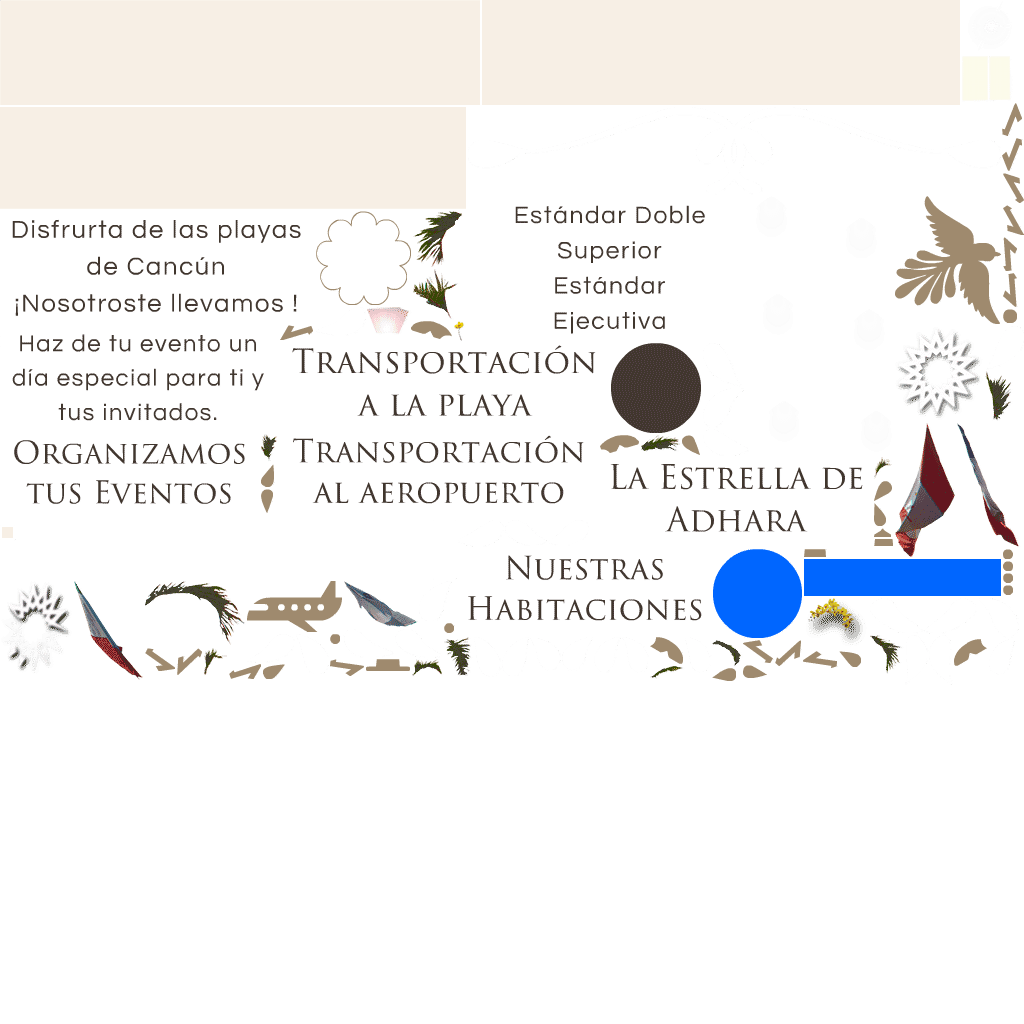 Disfrurta de las playas
de Cancún
¡Nosotroste llevamos !
Estándar Doble
Superior
Estándar
Ejecutiva
Haz de tu evento un
día especial para ti y
tus invitados.
Transportación
a la playa
Organizamos
tus Eventos
Transportación
al aeropuerto
La Estrella de
Adhara
Nuestras
Habitaciones